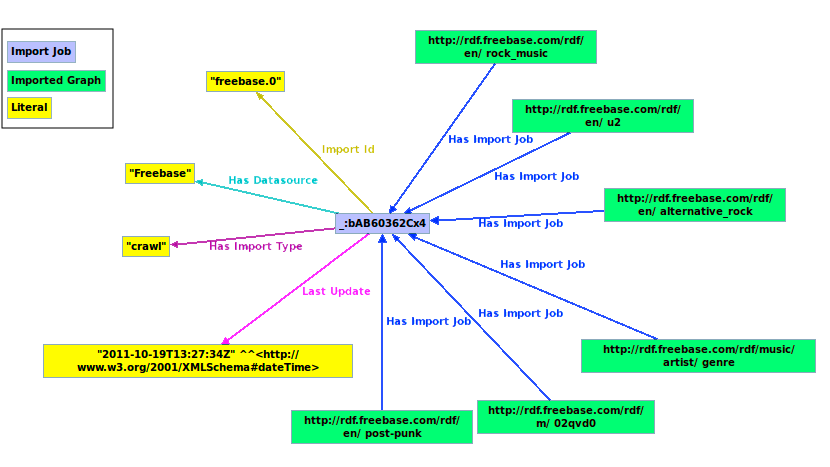 Import Job
Imported Graph
Literal
http://rdf.freebase.com/rdf/
en/ rock_music
"freebase.0"
http://rdf.freebase.com/rdf/
en/ u2
Has Import Job
Import Id
"Freebase"
Has Datasource
Has Import Job
http://rdf.freebase.com/rdf/
en/ alternative_rock
_:bAB60362Cx4
Has Import Job
"crawl"
Has Import Type
Has Import Job
Last Update
Has Import Job
Has Import Job
"2011-10-19T13:27:34Z" ^^<http://
www.w3.org/2001/XMLSchema#dateTime>
http://rdf.freebase.com/rdf/music/
artist/ genre
http://rdf.freebase.com/rdf/
en/ post-punk
http://rdf.freebase.com/rdf/
m/ 02qvd0